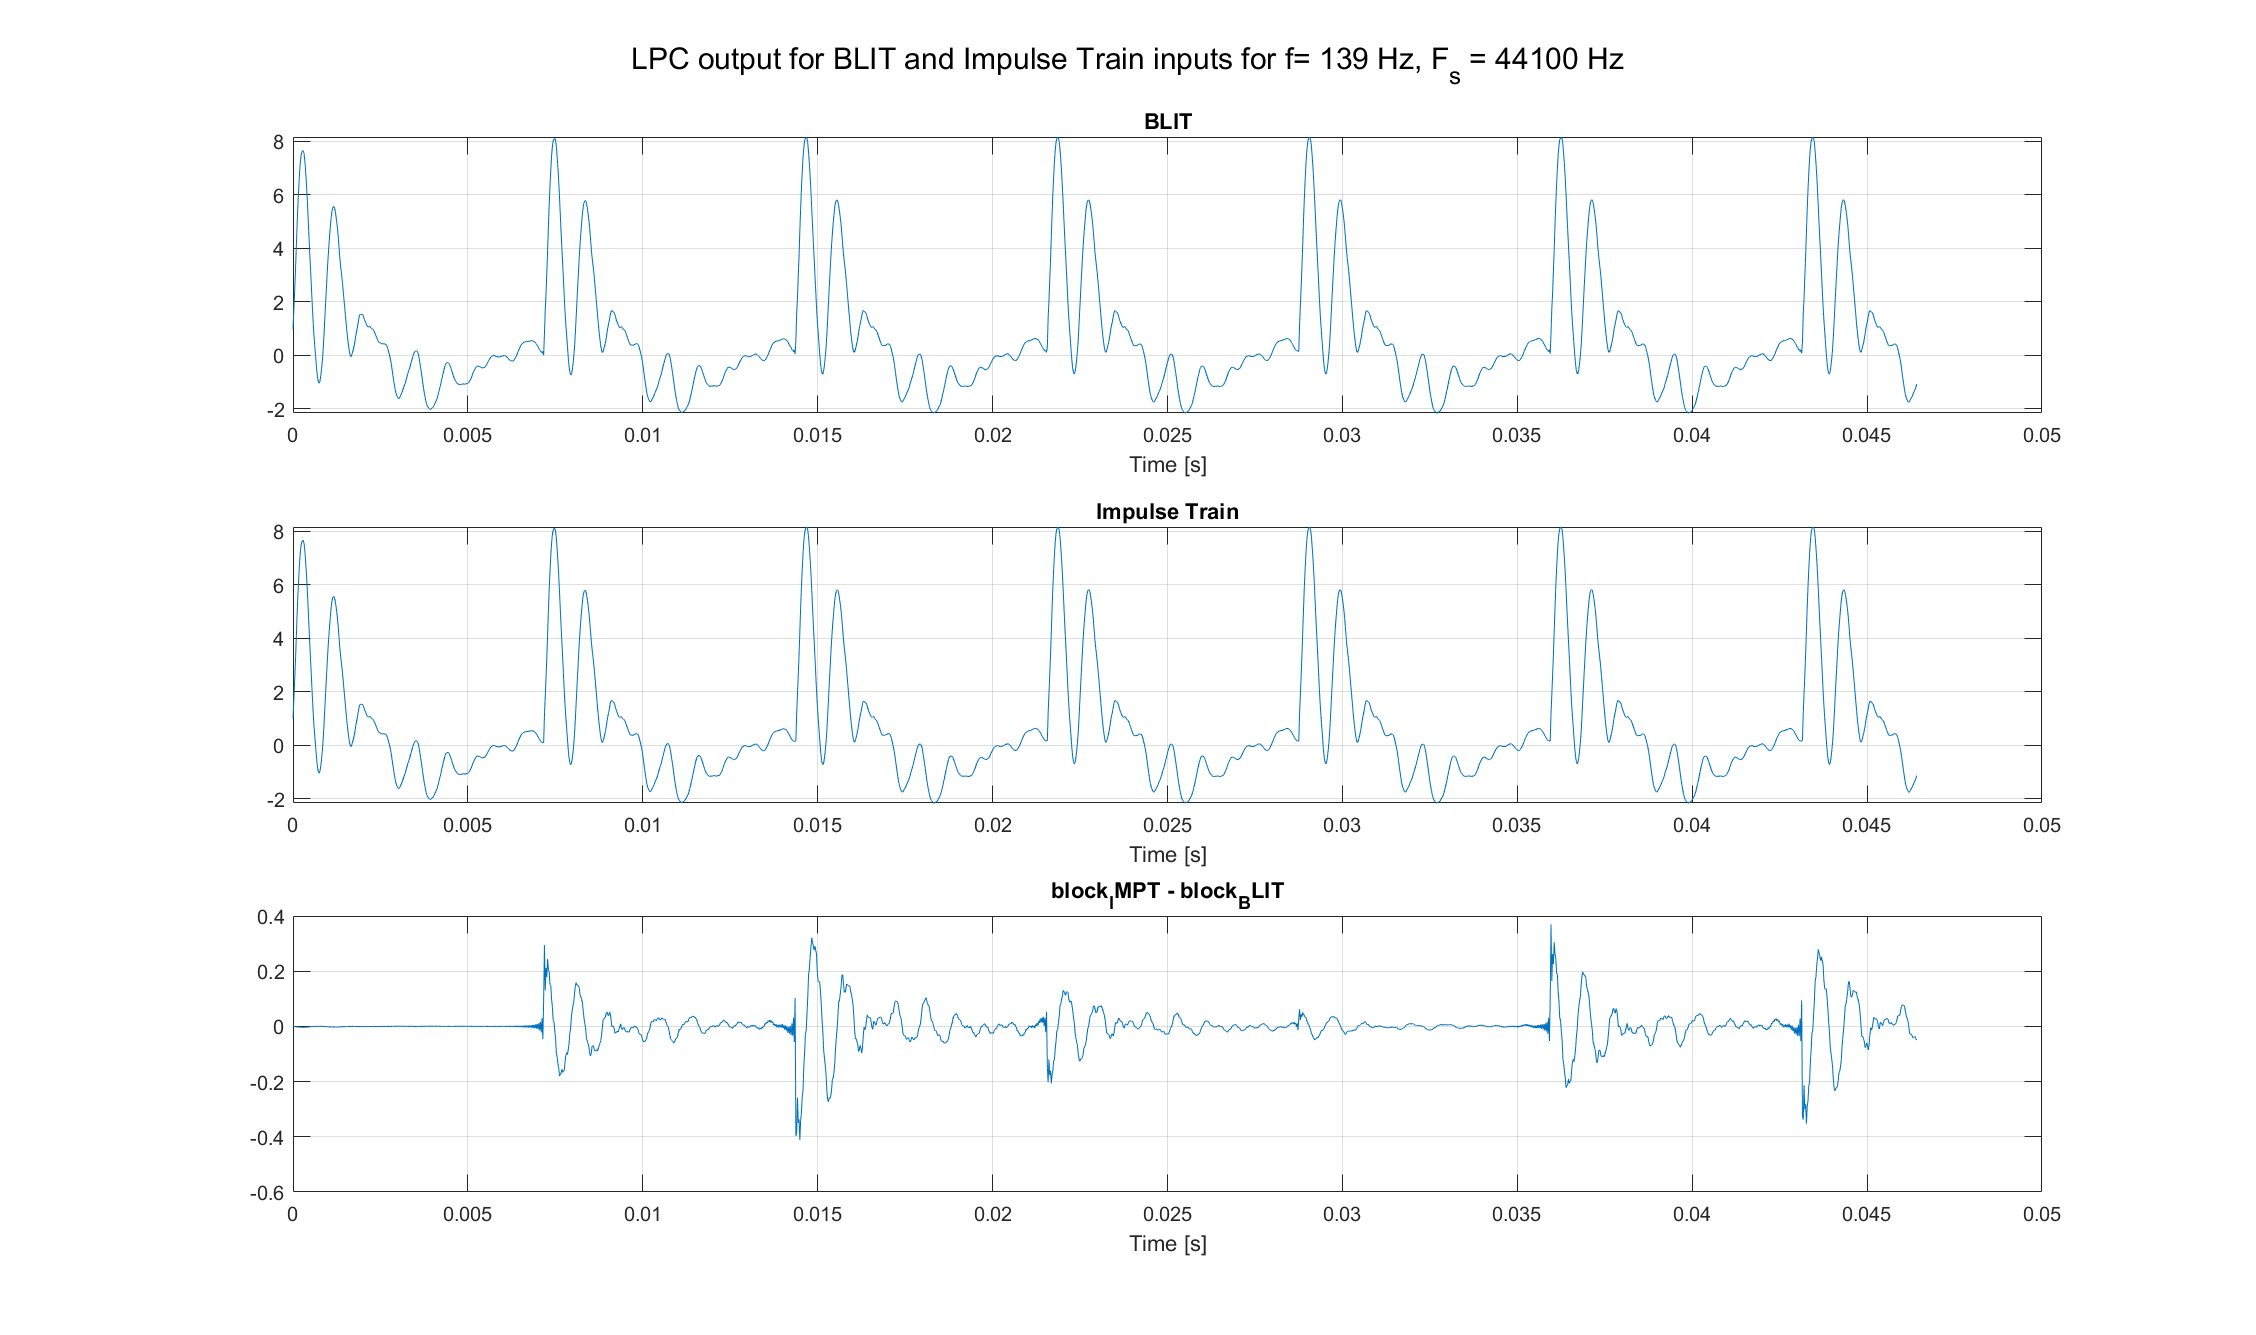 LPC output for BLIT and Impulse Train inputs for f= 139 Hz, Fs = 44100 Hz
BLIT
8
6
4
2
0
-2
0 0.005 0.01 0.015 0.02 0.025 0.03 0.035 0.04 0.045 0.05
Time [s]
Impulse Train
8
6
4
2
0
-2
0 0.005 0.01 0.015 0.02 0.025 0.03 0.035 0.04 0.045 0.05
Time [s]
blockIMPT - blockBLIT
0.4
0.2
0
-0.2
-0.4
-0.6
0 0.005 0.01 0.015 0.02 0.025 0.03 0.035 0.04 0.045 0.05
Time [s]